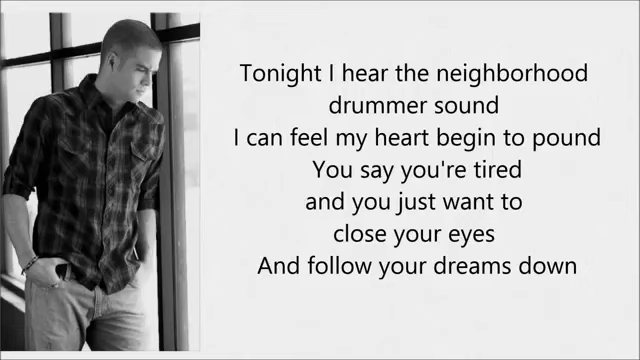 Tonight I hear the neighborhood
drummer sound
I can feel my heart begin to pound
You say you're tired
and you just want to
close your eyes
And follow your dreams down